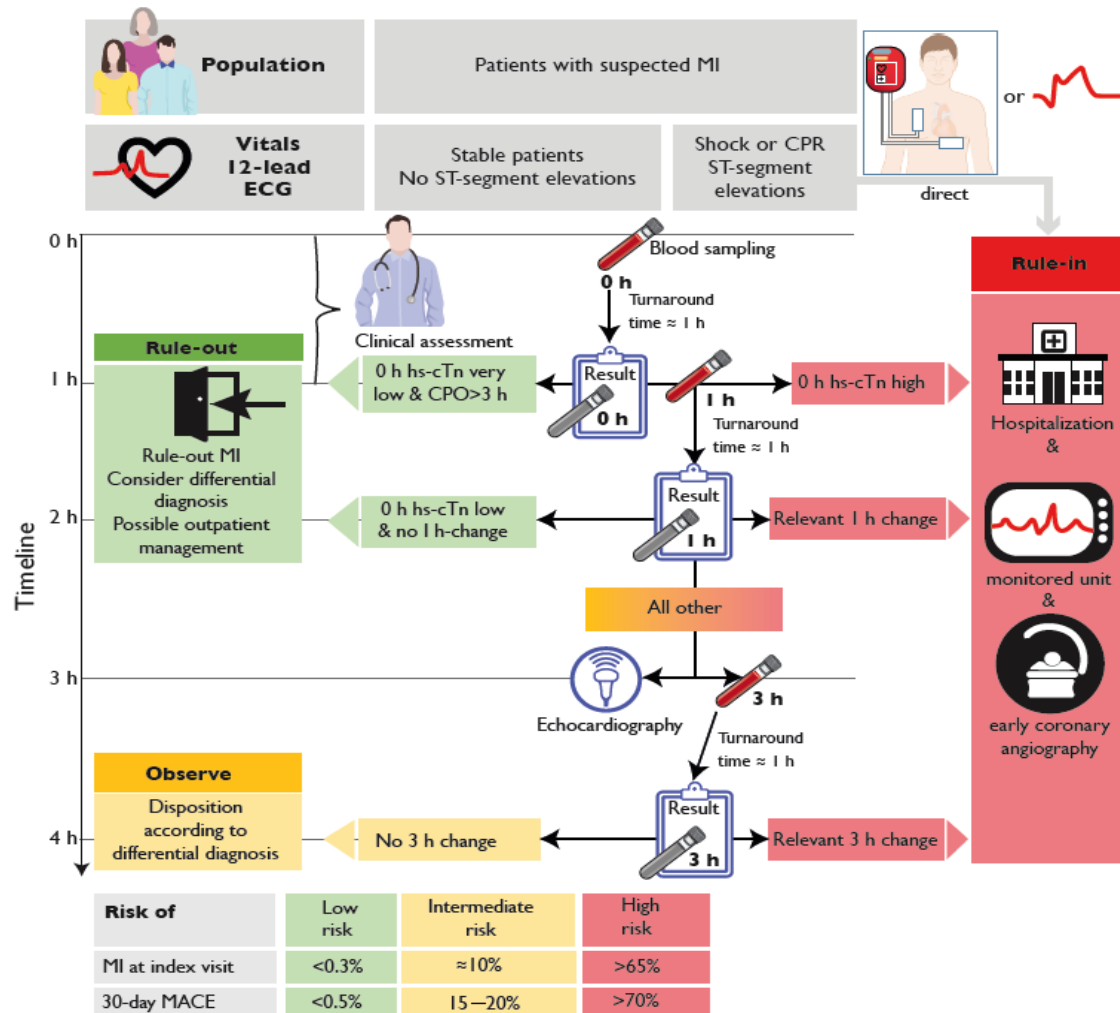 Population
Patients with suspected MI
or
Vitals
12-lead
ECG
Stable patients
No ST-segment elevations
Shock or CPR
ST-segment
elevations
direct
Timeline
0 h
Blood sampling
0 h
Turnaround
time ≈ 1 h
Clinical assessment
Rule-in
Rule-out
1 h
0 h hs-cTn very
low & CPO>3 h
Result
0 h
1 h
0 h hs-cTn high
Turnaround
time ≈ 1 h
Hospitalization
&
Rule-out MI
Consider differential
diagnosis
Possible outpatient
management
2 h
0 h hs-cTn low
& no 1 h-change
Result
1 h
Relevant 1 h change
monitored unit
&
All other
3 h
Echocardiography
3 h
early coronary
angiography
Turnaround
time ≈ 1 h
Observe
Disposition
according to
differential diagnosis
4 h
No 3 h change
Result
3 h
Relevant 3 h change
Risk of
Low
risk
Intermediate
risk
High
risk
MI at index visit
<0.3%
≈10%
>65%
30-day MACE
<0.5%
15—20%
>70%